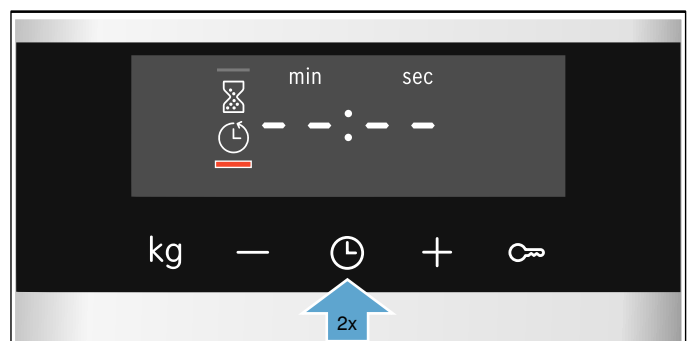 min sec
- - : - -
kg − +
2x